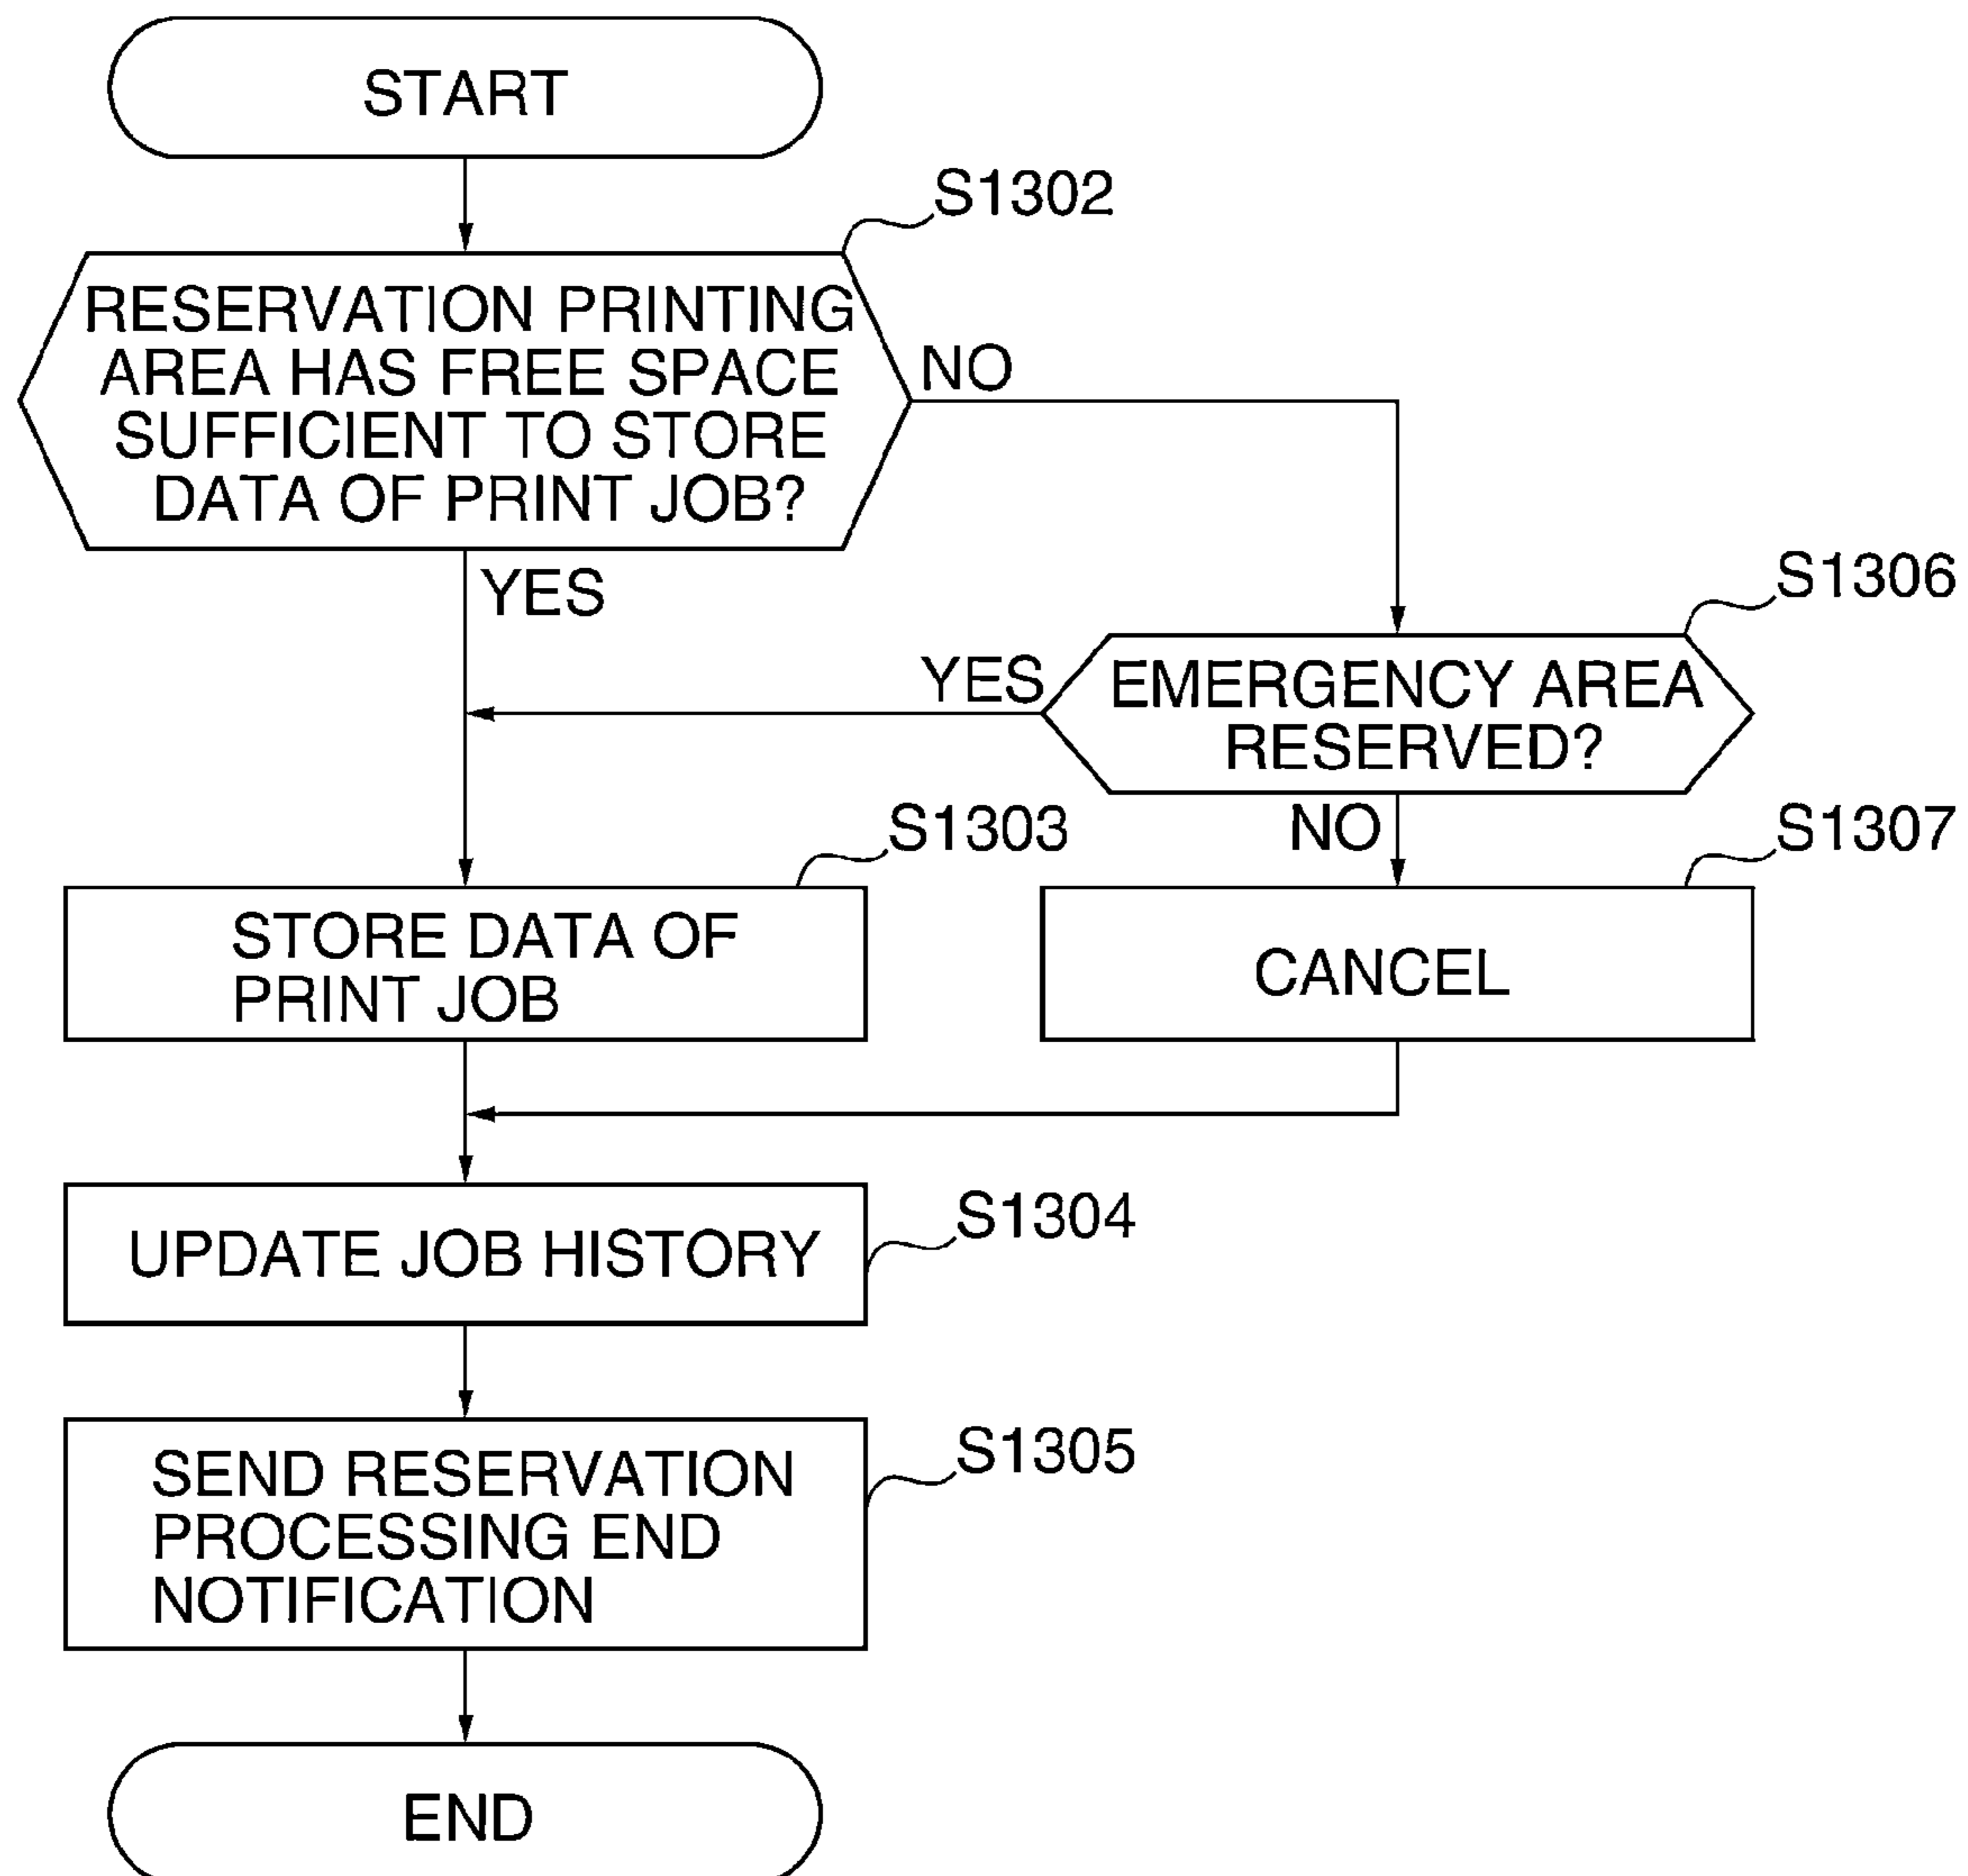 START
S1302
RESERVATION PRINTING
AREA HAS FREE SPACE
SUFFICIENT TO STORE
DATA OF PRINT JOB?
NO
YES
S1306
EMERGENCY AREA
RESERVED?
YES
NO
S1303
STORE DATA OF
PRINT JOB
S1307
CANCEL
S1304
UPDATE JOB HISTORY
S1305
SEND RESERVATION
PROCESSING END
NOTIFICATION
END